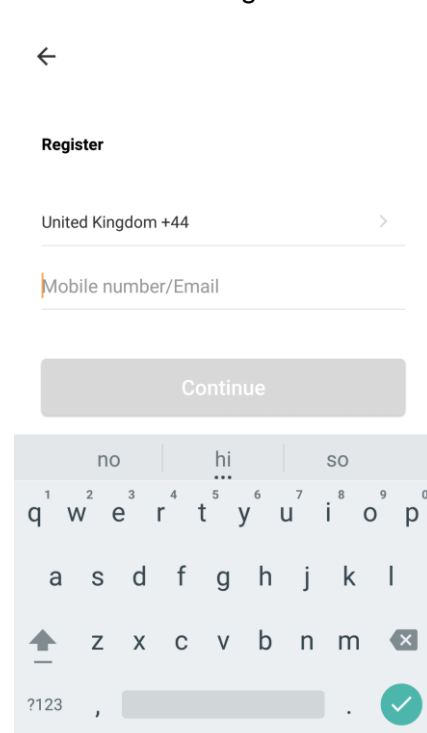 Register
United Kingdom +44
Mobile number/Email
Continue
no hi so
1 2 3 4 5 6 7 8 9 0
q w e r t y u i o p
a s d f g h j k l
z x c v b n m
?123 , .